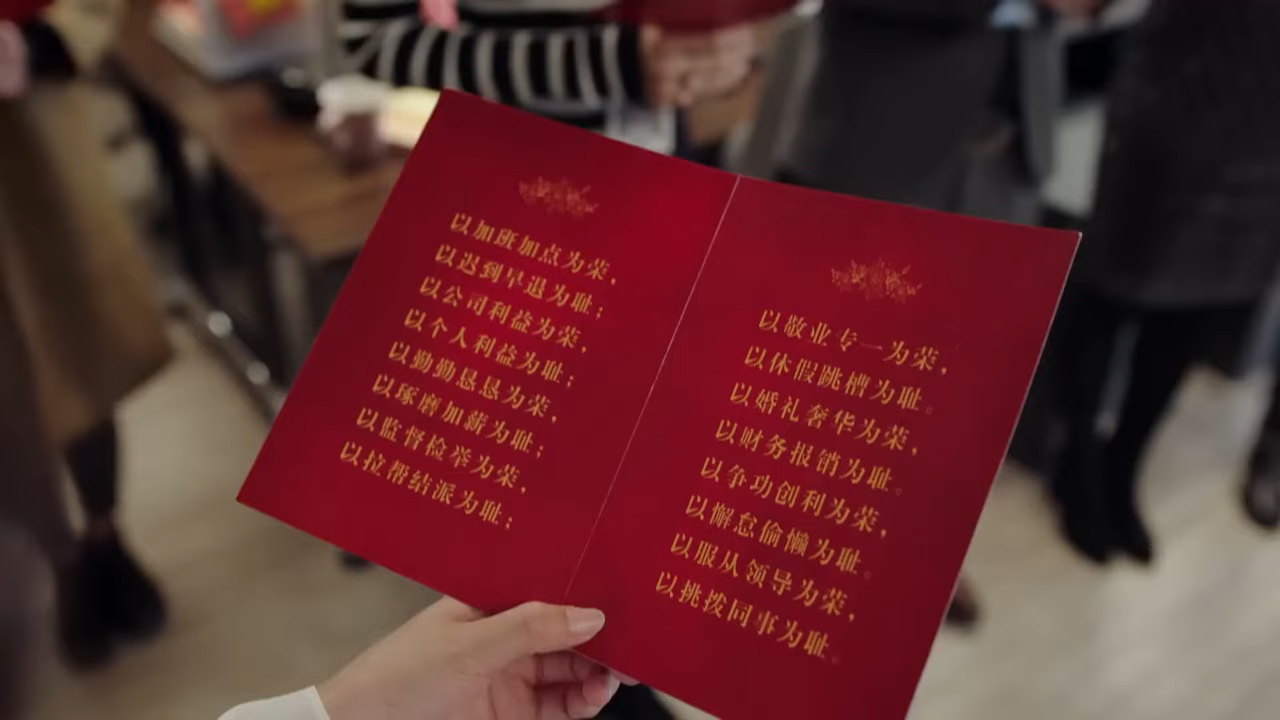 以加班加点为荣，
以迟到早退为耻；
以公司利益为荣，
以个人利益为耻；
以勤勤恳恳为荣，
以琢磨加薪为耻；
以监督检举为荣，
以拉帮结派为耻；
以敬业专一为荣，
以休假跳槽为耻。
以婚礼奢华为荣，
以财务报销为耻。
以争功创利为荣，
以懈怠偷懒为耻。
以服从领导为荣，
以挑拨同事为耻。